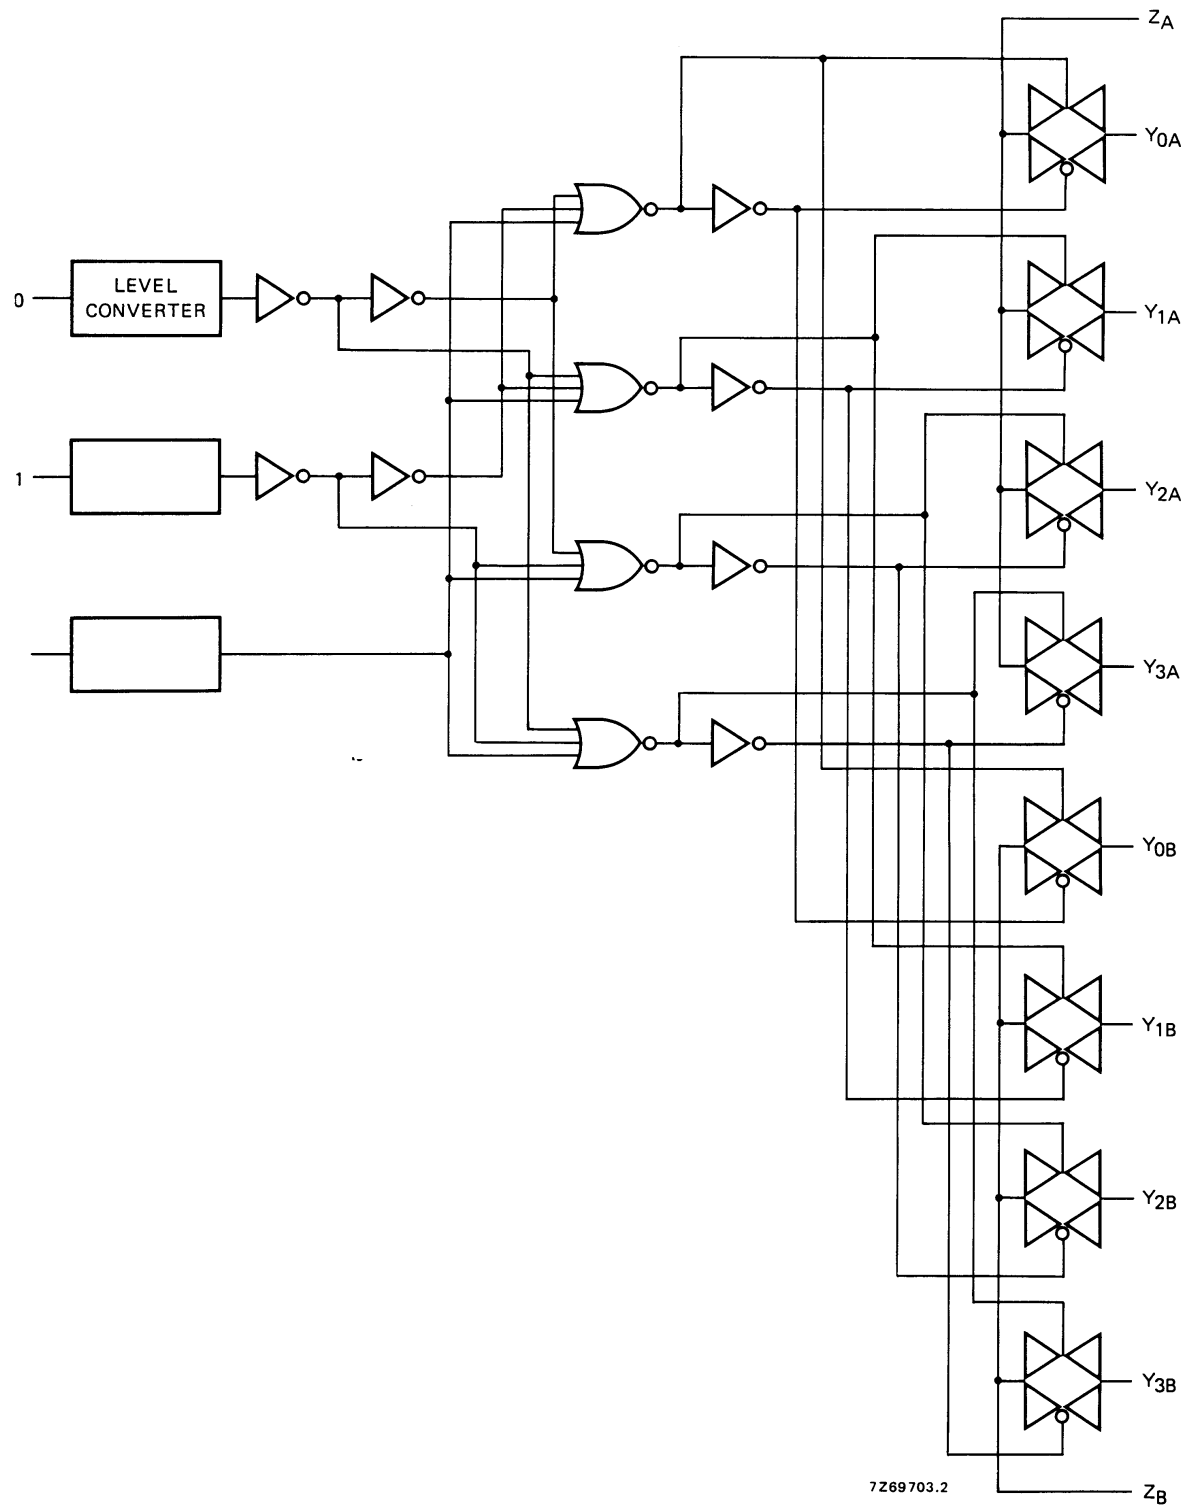 ZA
Y0A
LEVEL
CONVERTER
0
Y1A
1
Y2A
Y3A
Y0B
Y1B
Y2B
Y3B
7Z69703.2
ZB